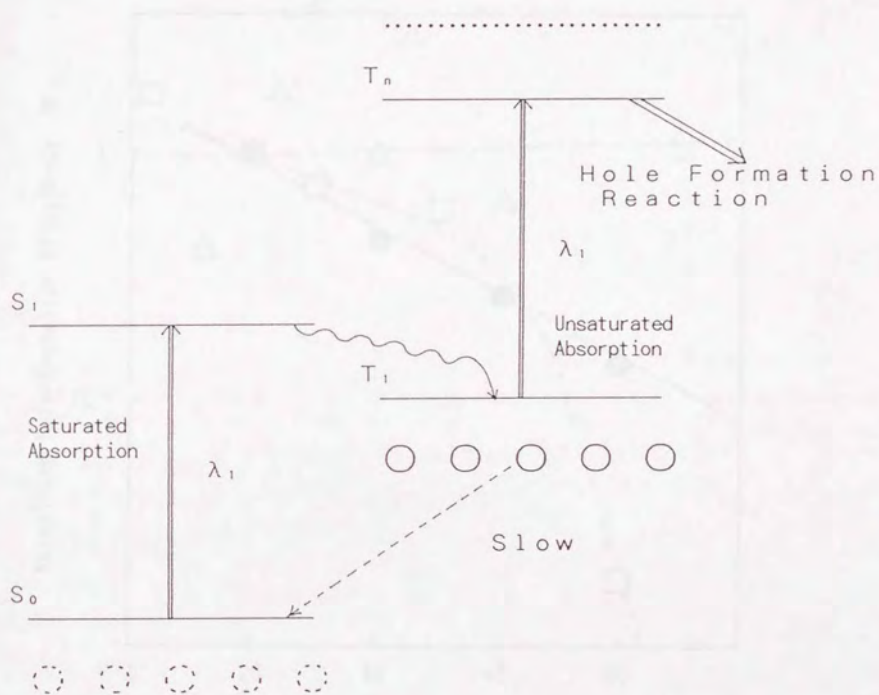 Tₙ
Hole Formation
Reaction
λ₁
S₁
Unsaturated
Absorption
T₁
Saturated
Absorption
λ₁
Slow
S₀